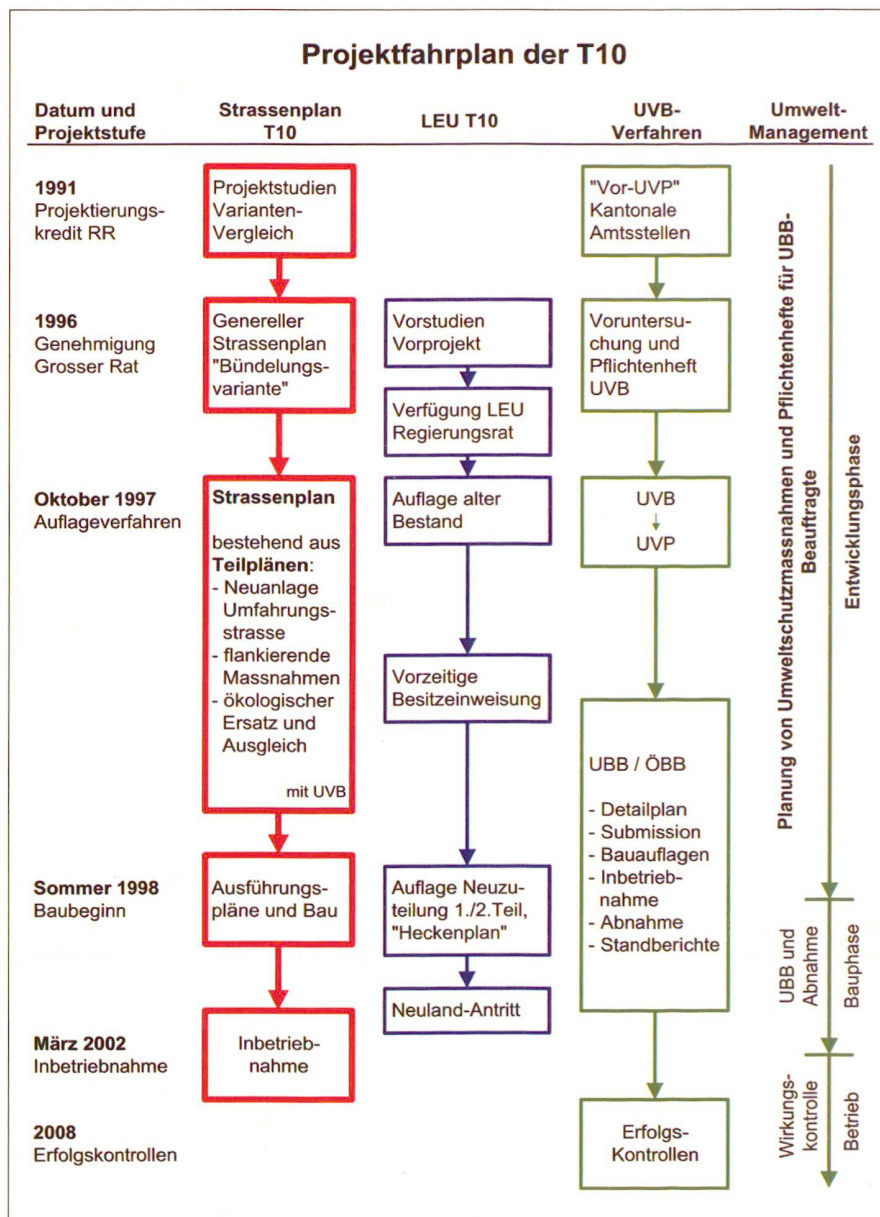 Projektfahrplan der T10
Datum und
Projektstufe
Strassenplan
T10
LEU T10
UVB-
Verfahren
Umwelt-
Management
1991
Projektierungs-
kredit RR
Projektstudien
Varianten-
Vergleich
"Vor-UVP"
Kantonale
Amtsstellen
1996
Genehmigung
Grosser Rat
Genereller
Strassenplan
"Bündelungs-
variante"
Vorstudien
Vorprojekt
Voruntersu-
chung und
Pflichtenheft
UVB
Verfügung LEU
Regierungsrat
Oktober 1997
Auflageverfahren
Strassenplan
bestehend aus
Teilplänen:
- Neuanlage
Umfahrungs-
strasse
- flankierende
Massnahmen
- ökologischer
Ersatz und
Ausgleich
mit UVB
Auflage alter
Bestand
UVB
UVP
Vorzeitige
Besitzeinweisung
UBB / ÖBB
- Detailplan
- Submission
- Bauauflagen
- Inbetrieb-
nahme
- Abnahme
- Standberichte
Sommer 1998
Baubeginn
Ausführungs-
pläne und Bau
Auflage Neuzu-
teilung 1./2.Teil,
"Heckenplan"
Neuland-Antritt
März 2002
Inbetriebnahme
Inbetrieb-
nahme
2008
Erfolgskontrollen
Erfolgs-
Kontrollen
Planung von Umweltschutzmassnahmen und Pflichtenhefte für UBB-
Beauftragte
Entwicklungsphase
UBB und
Abnahme
Bauphase
Wirkungs-
kontrolle
Betrieb